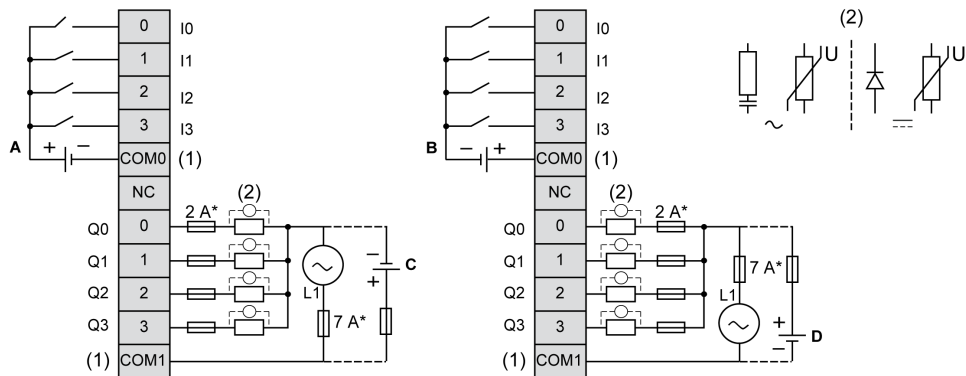 (2)
0 I0
1 I1
2 I2
3 I3
A + − COM0 (1)
NC
(2)
Q0 0 2 A*
Q1 1
Q2 2
Q3 3
− C
+
L1
7 A*
(1) COM1
0 I0
1 I1
2 I2
3 I3
B − + COM0 (1)
NC
(2)
Q0 0 2 A*
Q1 1
Q2 2
Q3 3
7 A*
L1
+ D
−
(1) COM1
U U